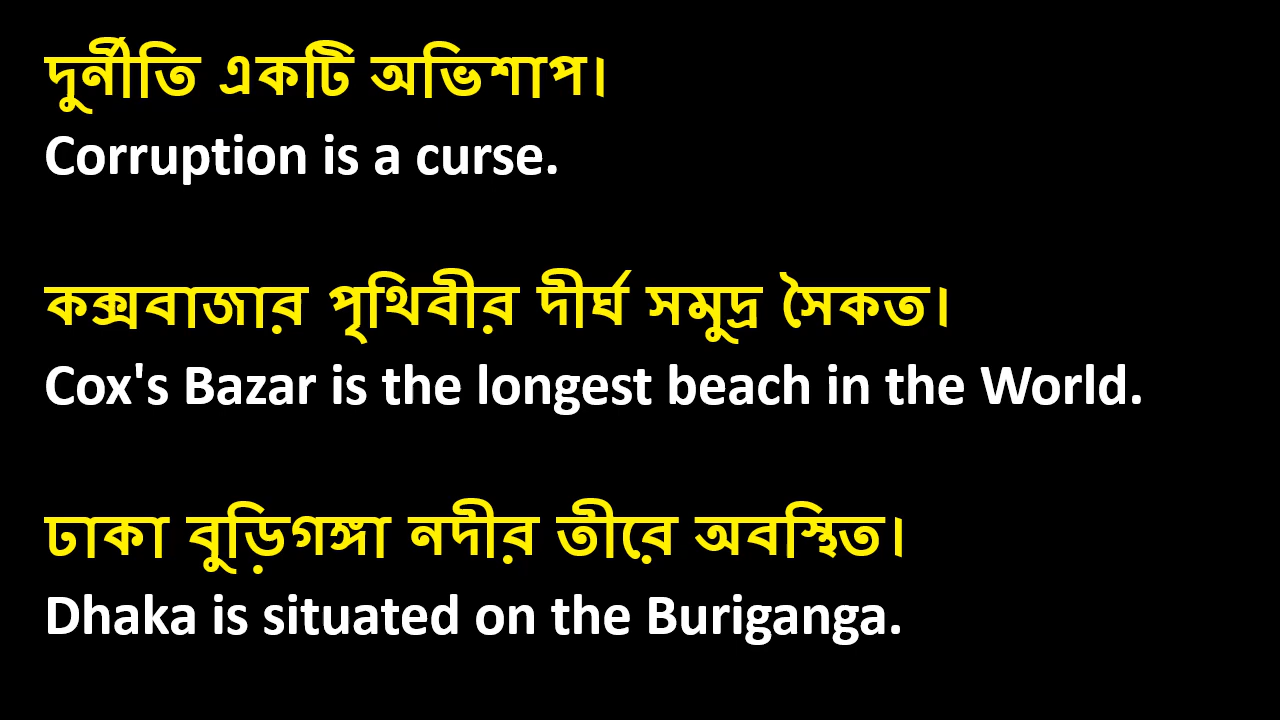 দুর্নীতি একটি অভিশাপ।
Corruption is a curse.
কক্সবাজার পৃথিবীর দীর্ঘ সমুদ্র সৈকত।
Cox's Bazar is the longest beach in the World.
ঢাকা বুড়িগঙ্গা নদীর তীরে অবস্থিত।
Dhaka is situated on the Buriganga.